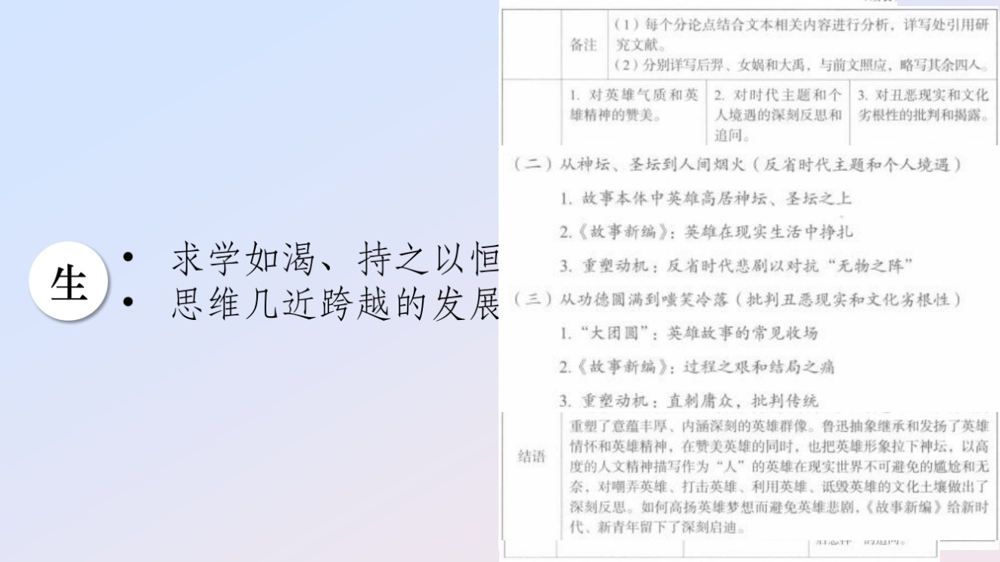 生
• 求学如渴、持之以恒
• 思维几近跨越的发展
备注
（1）每个分论点结合文本相关内容进行分析，详写处引用研
究文献。
（2）分别详写后羿、女娲和大禹，与前文照应，略写其余四人。
1. 对英雄气质和英
雄精神的赞美。
2. 对时代主题和个
人境遇的深刻反思和
追问。
3. 对丑恶现实和文化
劣根性的批判和揭露。
（二）从神坛、圣坛到人间烟火（反省时代主题和个人境遇）
1. 故事本体中英雄高居神坛、圣坛之上
2.《故事新编》：英雄在现实生活中挣扎
3. 重塑动机：反省时代悲剧以对抗“无物之阵”
（三）从功德圆满到嗤笑冷落（批判丑恶现实和文化劣根性）
1. “大团圆”：英雄故事的常见收场
2.《故事新编》：过程之艰和结局之痛
3. 重塑动机：直刺庸众，批判传统
结语
重塑了意蕴丰厚、内涵深刻的英雄群像。鲁迅抽象继承和发扬了英雄
情怀和英雄精神，在赞美英雄的同时，也把英雄形象拉下神坛，以高
度的人文精神描写作为“人”的英雄在现实世界不可避免的尴尬和无
奈，对嘲弄英雄、打击英雄、利用英雄、诋毁英雄的文化土壤做出了
深刻反思。如何高扬英雄梦想而避免英雄悲剧，《故事新编》给新时
代、新青年留下了深刻启迪。